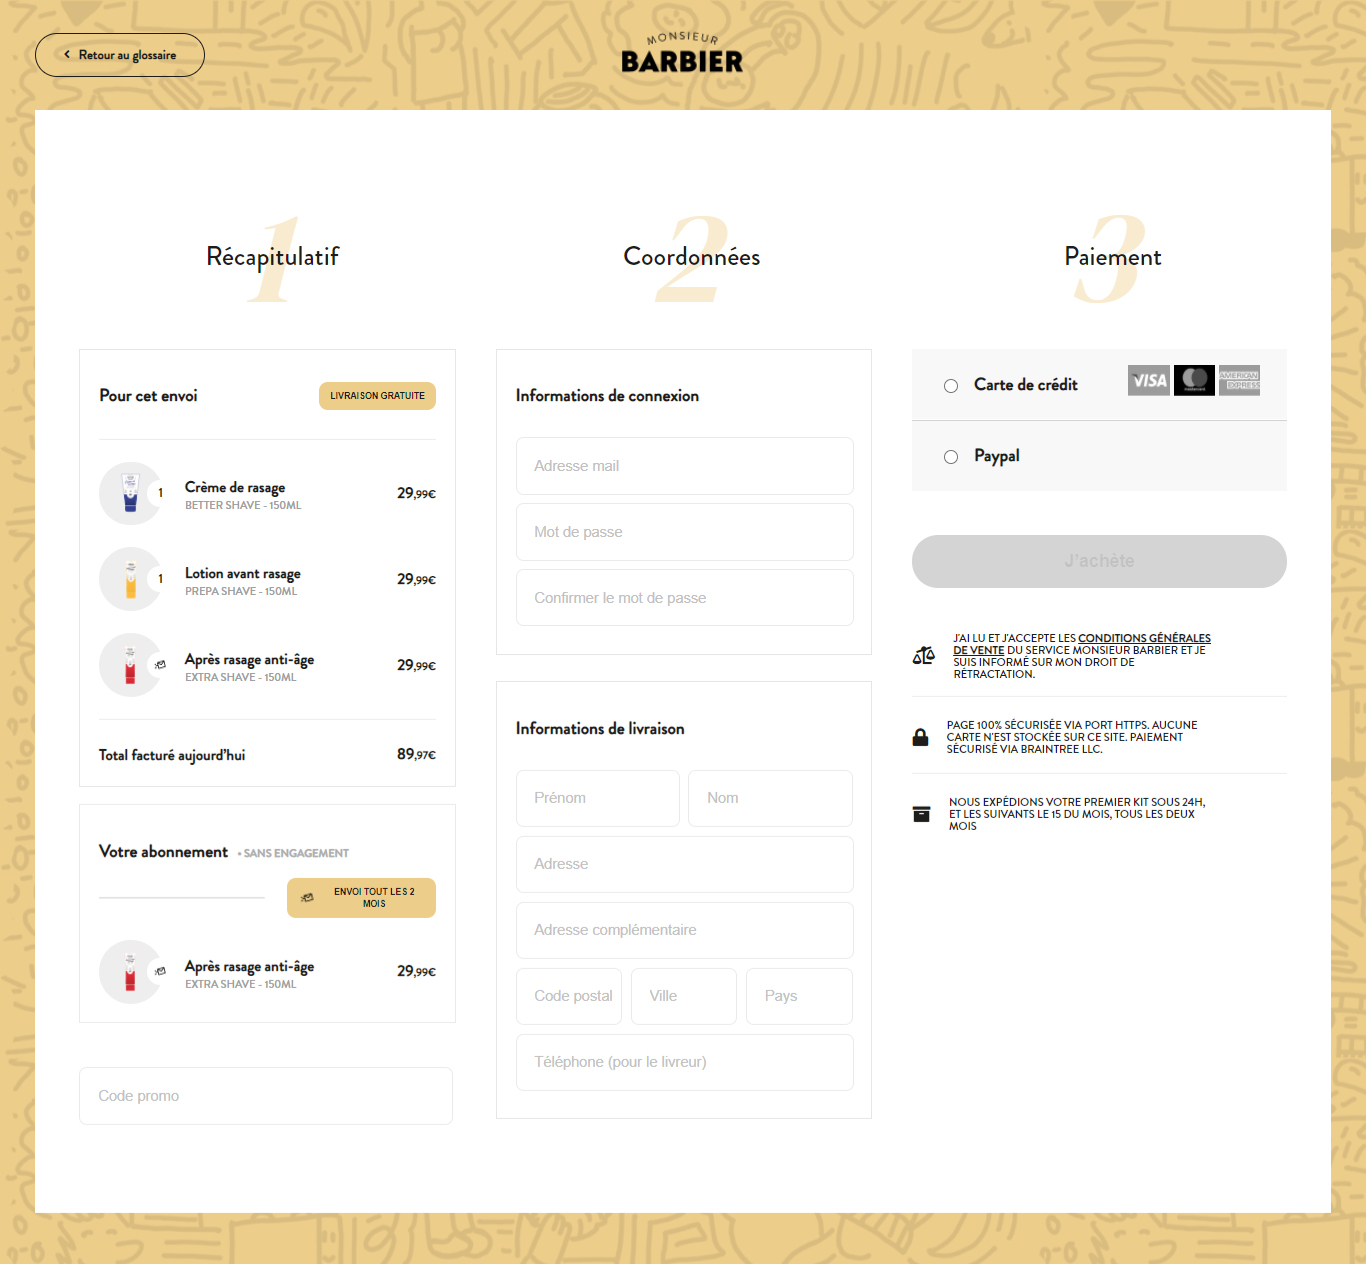 Retour au glossaire
MONSIEUR
BARBIER
1
Récapitulatif
2
Coordonnées
3
Paiement
Pour cet envoi
LIVRAISON GRATUITE
1
Crème de rasage
BETTER SHAVE - 150ML
29,99€
1
Lotion avant rasage
PREPA SHAVE - 150ML
29,99€
Après rasage anti-âge
EXTRA SHAVE - 150ML
29,99€
Total facturé aujourd'hui
89,97€
Votre abonnement • SANS ENGAGEMENT
ENVOI TOUT LES 2
MOIS
Après rasage anti-âge
EXTRA SHAVE - 150ML
29,99€
Code promo
Informations de connexion
Adresse mail
Mot de passe
Confirmer le mot de passe
Informations de livraison
Prénom
Nom
Adresse
Adresse complémentaire
Code postal
Ville
Pays
Téléphone (pour le livreur)
Carte de crédit
VISA
mastercard
AMERICAN
EXPRESS
Paypal
J'achète
J'AI LU ET J'ACCEPTE LES CONDITIONS GÉNÉRALES
DE VENTE DU SERVICE MONSIEUR BARBIER ET JE
SUIS INFORMÉ SUR MON DROIT DE
RÉTRACTATION.
PAGE 100% SÉCURISÉE VIA PORT HTTPS. AUCUNE
CARTE N'EST STOCKÉE SUR CE SITE. PAIEMENT
SÉCURISÉ VIA BRAINTREE LLC.
NOUS EXPÉDIONS VOTRE PREMIER KIT SOUS 24H,
ET LES SUIVANTS LE 15 DU MOIS, TOUS LES DEUX
MOIS